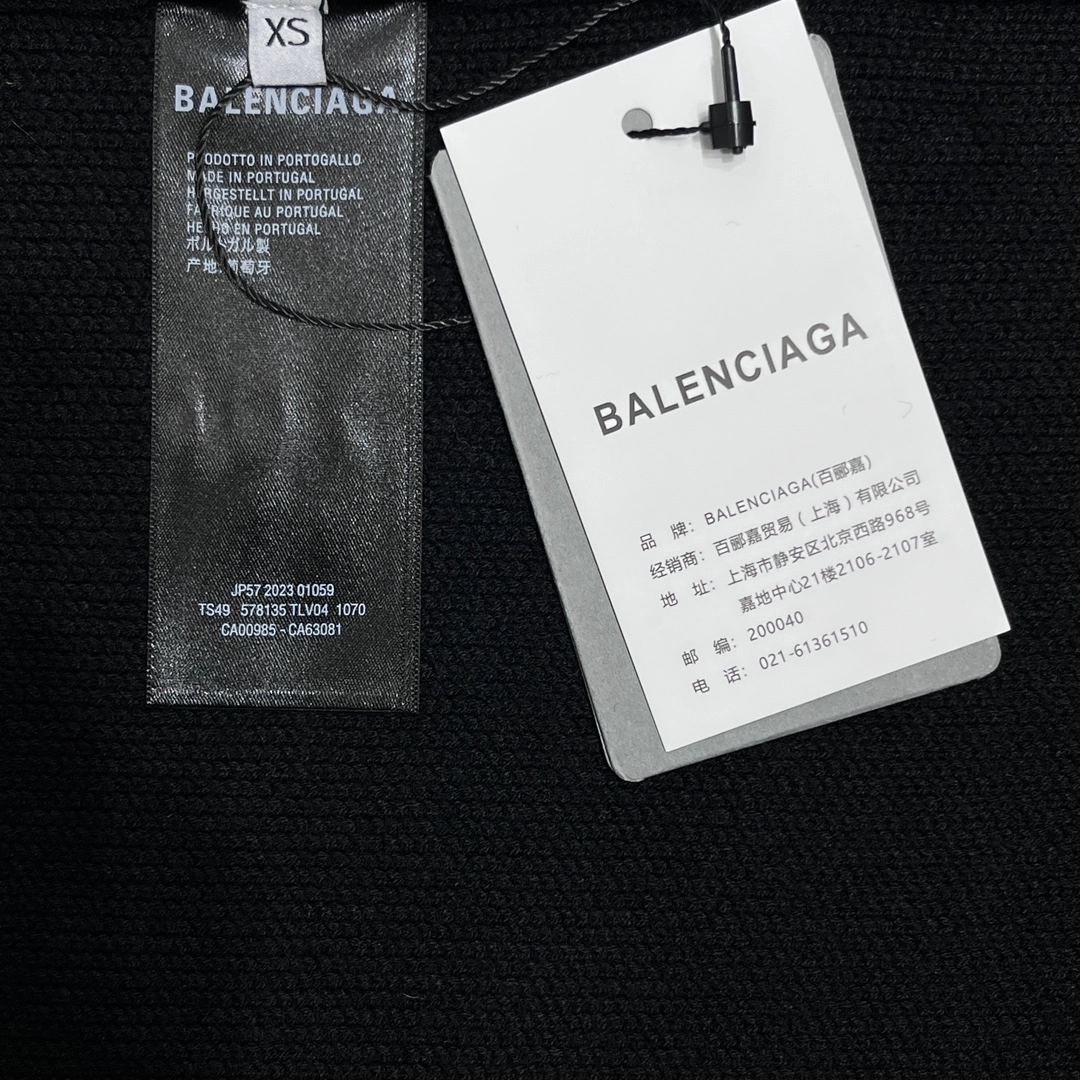 XS
BALENCIAGA
PRODOTTO IN PORTOGALLO
MADE IN PORTUGAL
HERGESTELLT IN PORTUGAL
FABRIQUE AU PORTUGAL
HECHO EN PORTUGAL
ポルトガル製
产地:葡萄牙
JP57 2023 01059
TS49 578135 TLV04 1070
CA00985 - CA63081
BALENCIAGA
品 牌: BALENCIAGA(百郦嘉)
经销商: 百郦嘉贸易(上海)有限公司
地 址: 上海市静安区北京西路968号
嘉地中心21楼2106-2107室
邮 编: 200040
电 话: 021-61361510